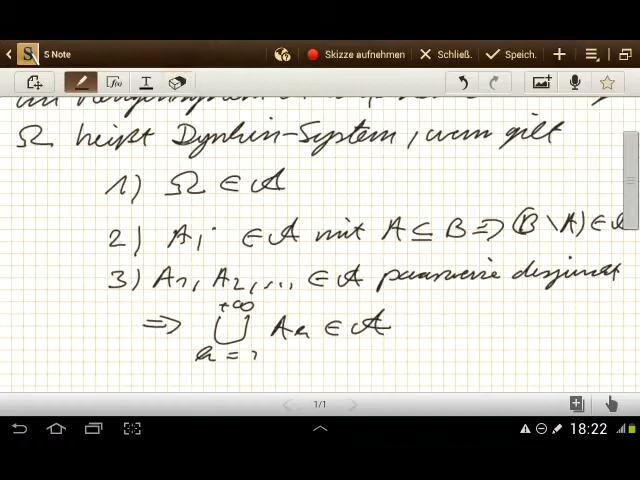 S Note
Skizze aufnehmen
Schließ.
Speich.
Ω heißt Dynkin-System, wenn gilt
1) Ω ∈ 𝒜
2) A, ∈ 𝒜 mit A ⊆ B ⇒ (B \ A) ∈
3) A₁, A₂, ... ∈ 𝒜 paarweise disjunkt
+∞
⇒ ⋃ Aₙ ∈ 𝒜
1/1
18:22